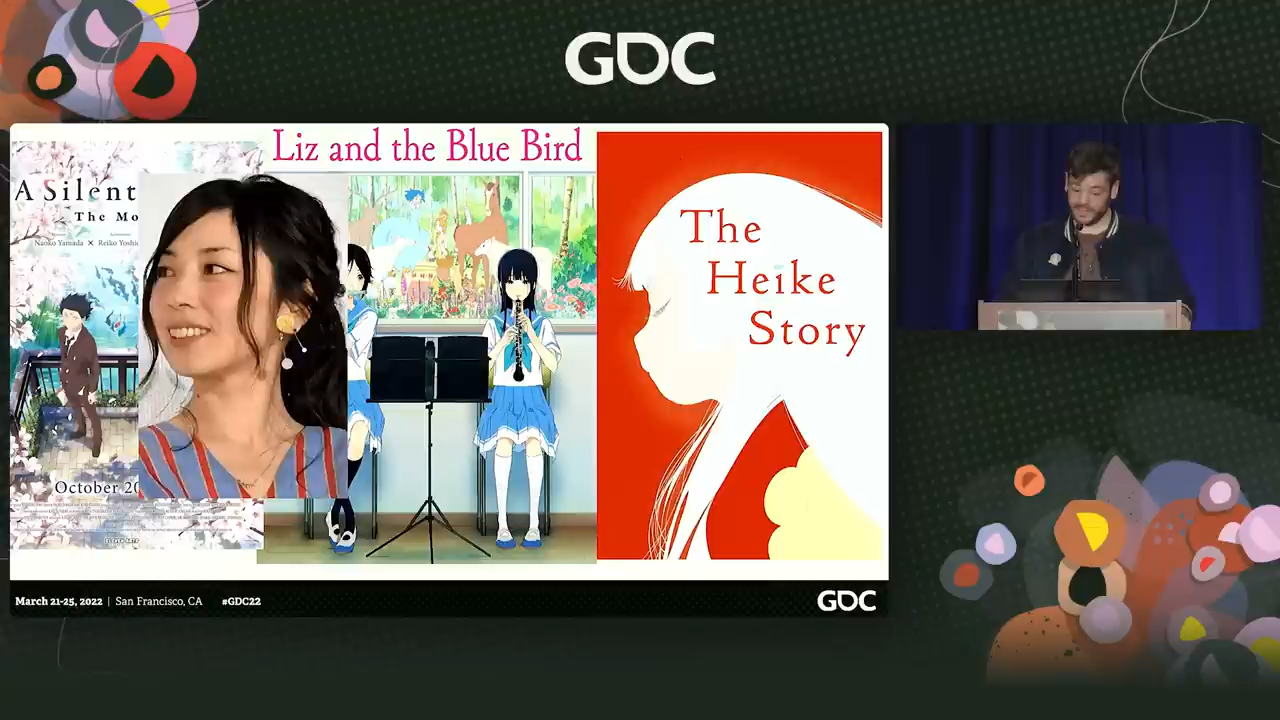 GDC
Liz and the Blue Bird
A Silent
The Mo
Naoko Yamada × Reiko Yoshi
October 20
The
Heike
Story
March 21-25, 2022 | San Francisco, CA #GDC22
GDC